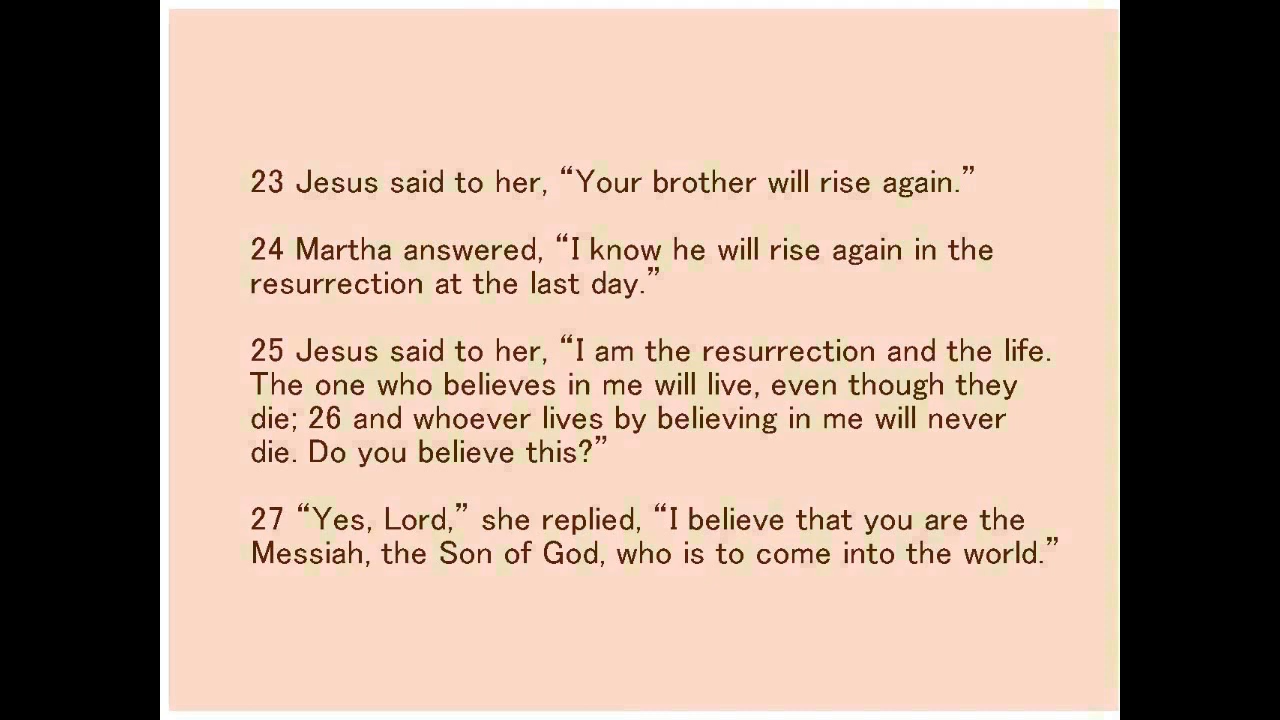 23 Jesus said to her, “Your brother will rise again.”
24 Martha answered, “I know he will rise again in the
resurrection at the last day.”
25 Jesus said to her, “I am the resurrection and the life.
The one who believes in me will live, even though they
die; 26 and whoever lives by believing in me will never
die. Do you believe this?”
27 “Yes, Lord,” she replied, “I believe that you are the
Messiah, the Son of God, who is to come into the world.”